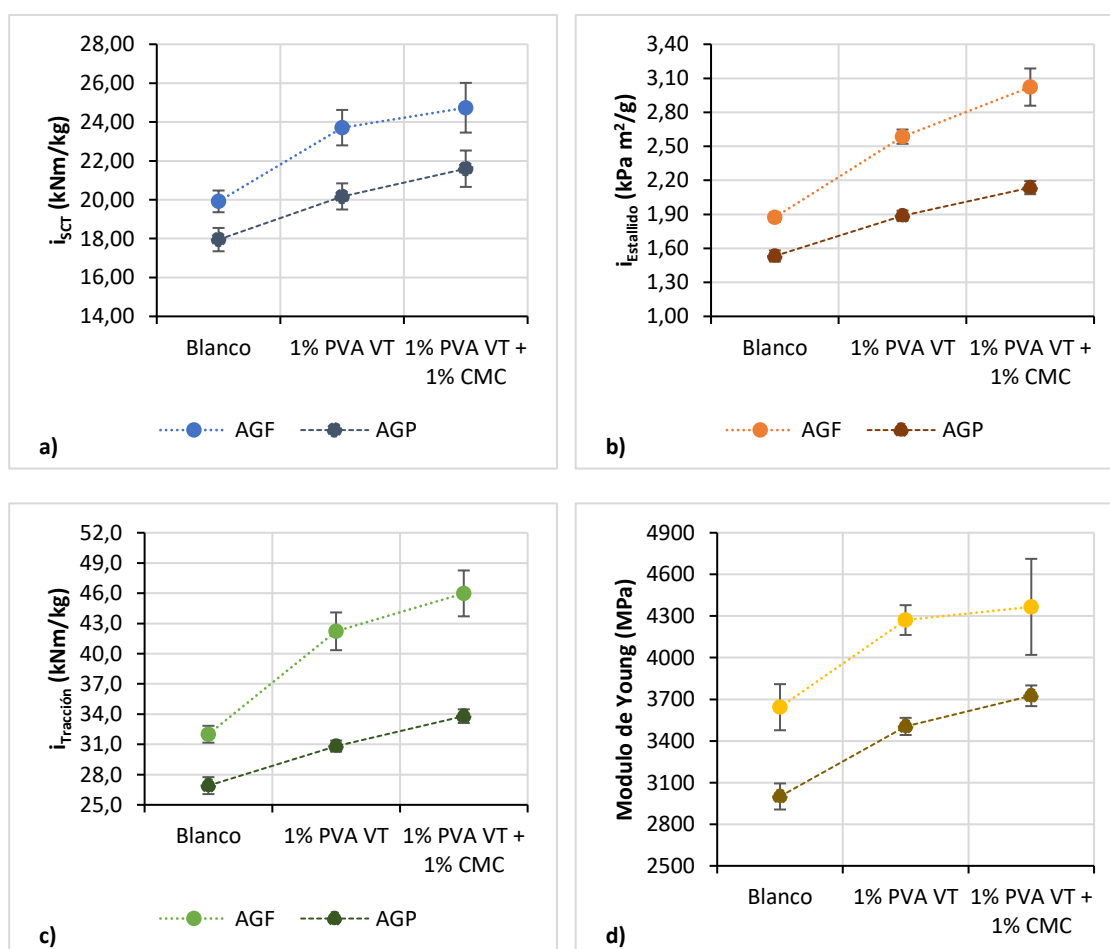 28,00
26,00
24,00
22,00
20,00
18,00
16,00
14,00
iSCT (kNm/kg)
Blanco
1% PVA VT
1% PVA VT +
1% CMC
AGF
AGP
a)
3,40
3,10
2,80
2,50
2,20
1,90
1,60
1,30
1,00
iEstallido (kPa m²/g)
Blanco
1% PVA VT
1% PVA VT +
1% CMC
AGF
AGP
b)
52,0
49,0
46,0
43,0
40,0
37,0
34,0
31,0
28,0
25,0
iTracción (kNm/kg)
Blanco
1% PVA VT
1% PVA VT +
1% CMC
AGF
AGP
c)
4900
4600
4300
4000
3700
3400
3100
2800
2500
Modulo de Young (MPa)
Blanco
1% PVA VT
1% PVA VT +
1% CMC
d)